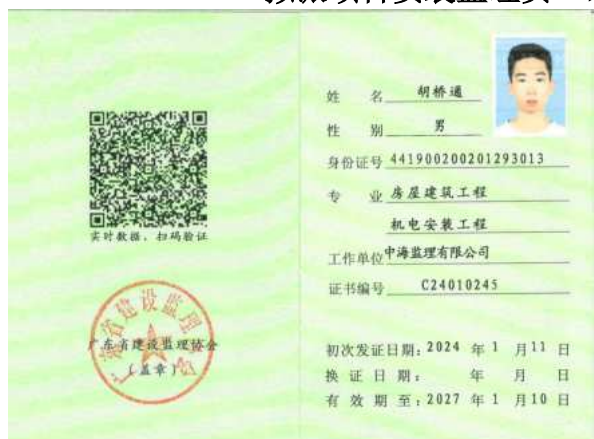 实时数据，扫码验证
广东省建设监理协会
（盖章）
姓 名 胡桥通
性 别 男
身份证号 441900200201293013
专 业 房屋建筑工程
机电安装工程
工作单位 中海监理有限公司
证书编号 C24010245
初次发证日期：2024 年 1 月 11 日
换 证 日 期： 年 月 日
有 效 期 至：2027 年 1 月 10 日